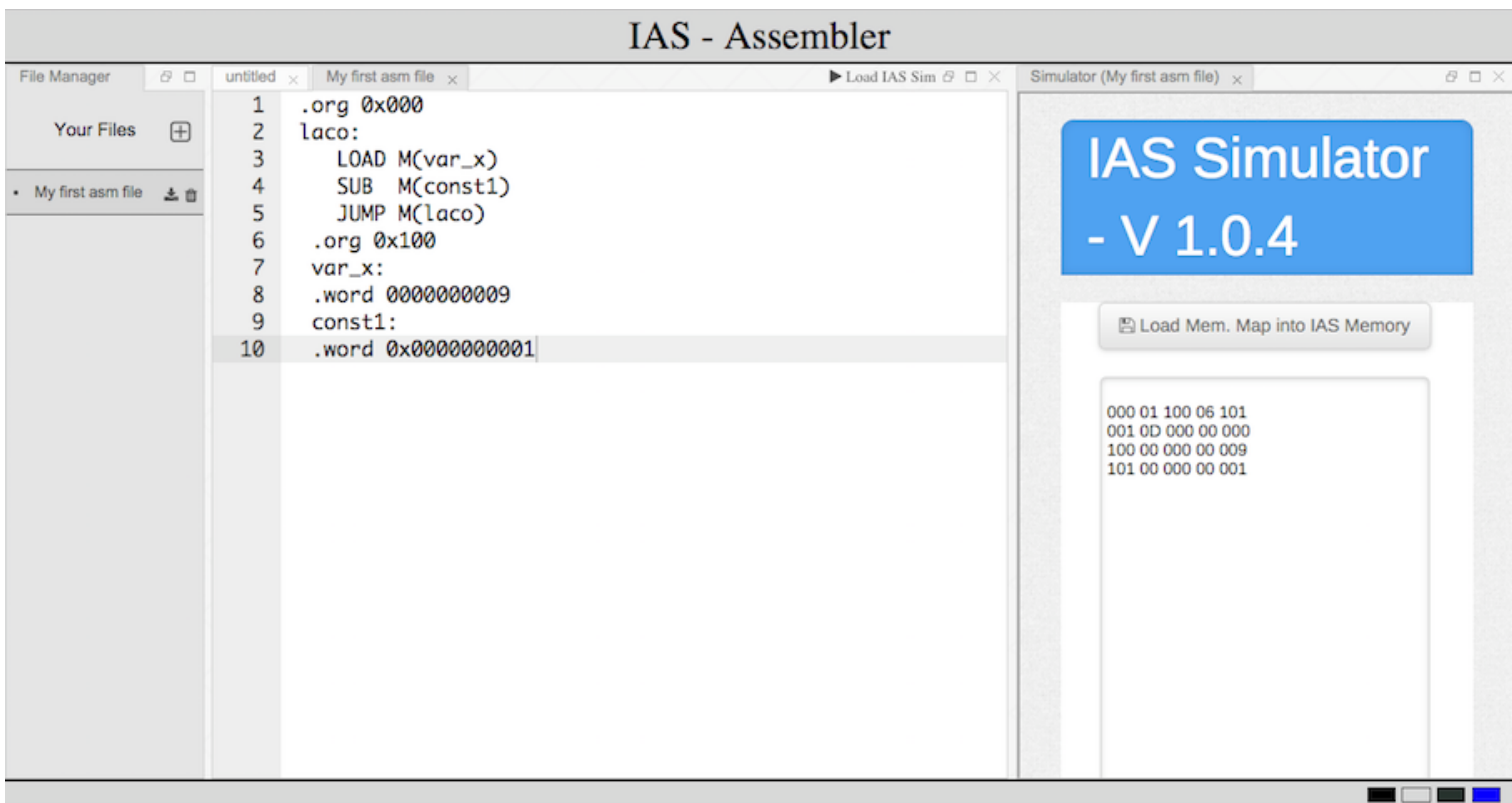 IAS - Assembler
File Manager
untitled
My first asm file
Load IAS Sim
Simulator (My first asm file)
Your Files
My first asm file
1 .org 0x000
2 laco:
3 LOAD M(var_x)
4 SUB M(const1)
5 JUMP M(laco)
6 .org 0x100
7 var_x:
8 .word 0000000009
9 const1:
10 .word 0x0000000001
IAS Simulator
- V 1.0.4
Load Mem. Map into IAS Memory
000 01 100 06 101
001 0D 000 00 000
100 00 000 00 009
101 00 000 00 001